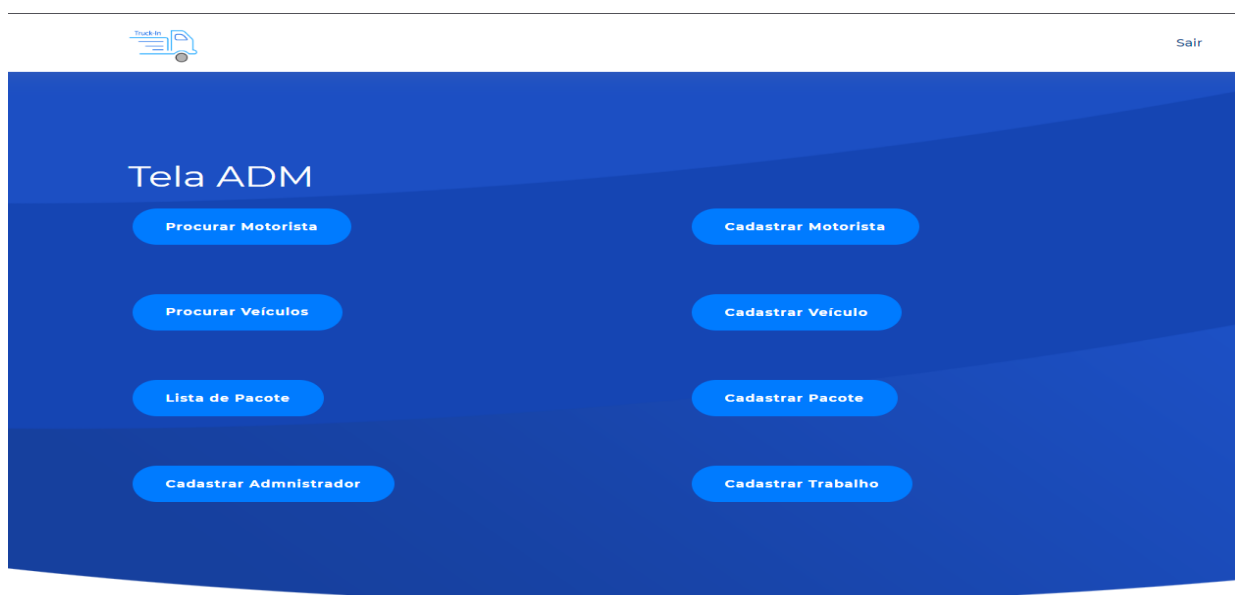 Truck-In
Sair
Tela ADM
Procurar Motorista
Cadastrar Motorista
Procurar Veículos
Cadastrar Veículo
Lista de Pacote
Cadastrar Pacote
Cadastrar Admnistrador
Cadastrar Trabalho